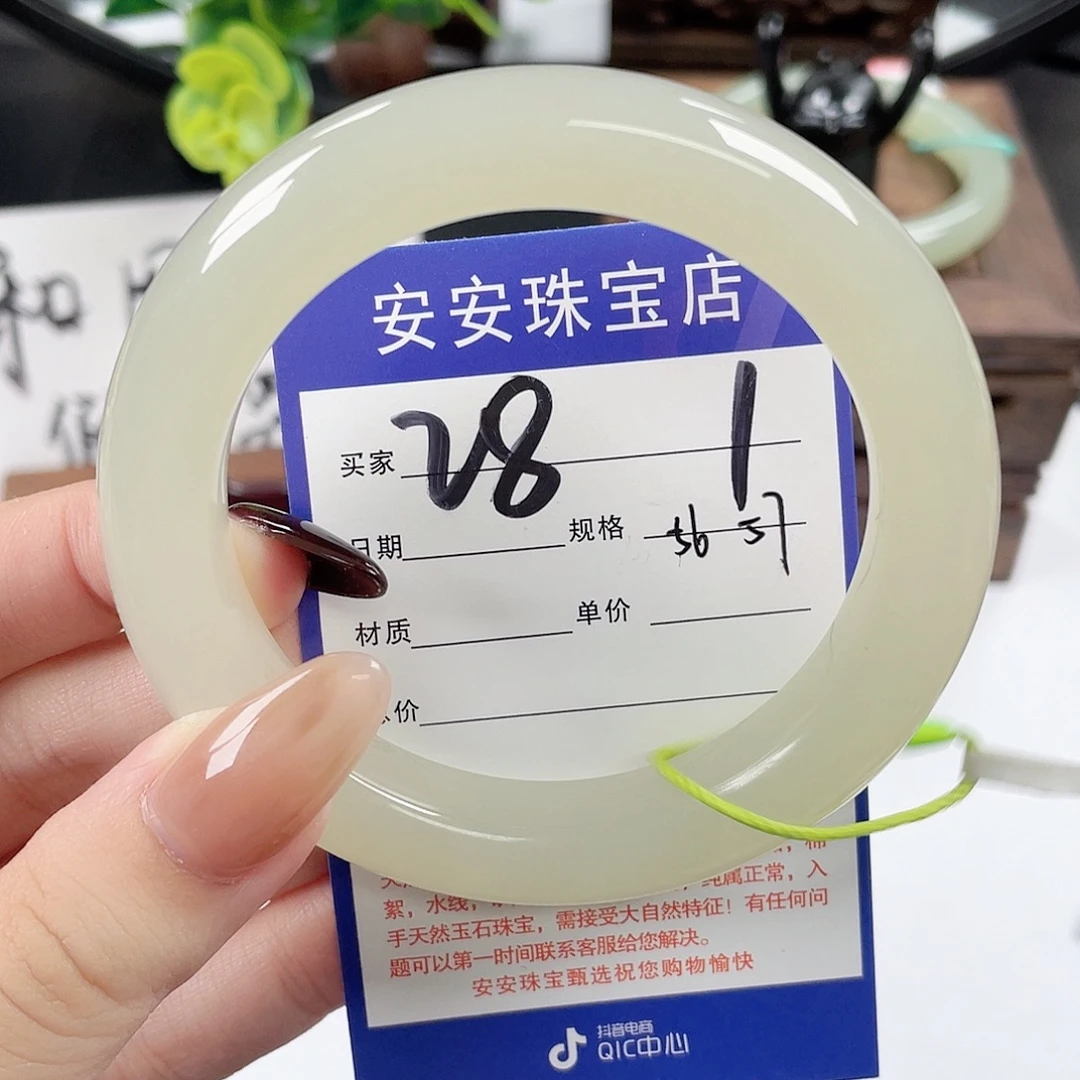 安安珠宝店
买家 28 1
日期 规格 56 57
材质 单价
价
纯属正常，入
絮，水线，
手天然玉石珠宝，需接受大自然特征！有任何问
题可以第一时间联系客服给您解决。
安安珠宝甄选祝您购物愉快
抖音电商
QIC中心
和